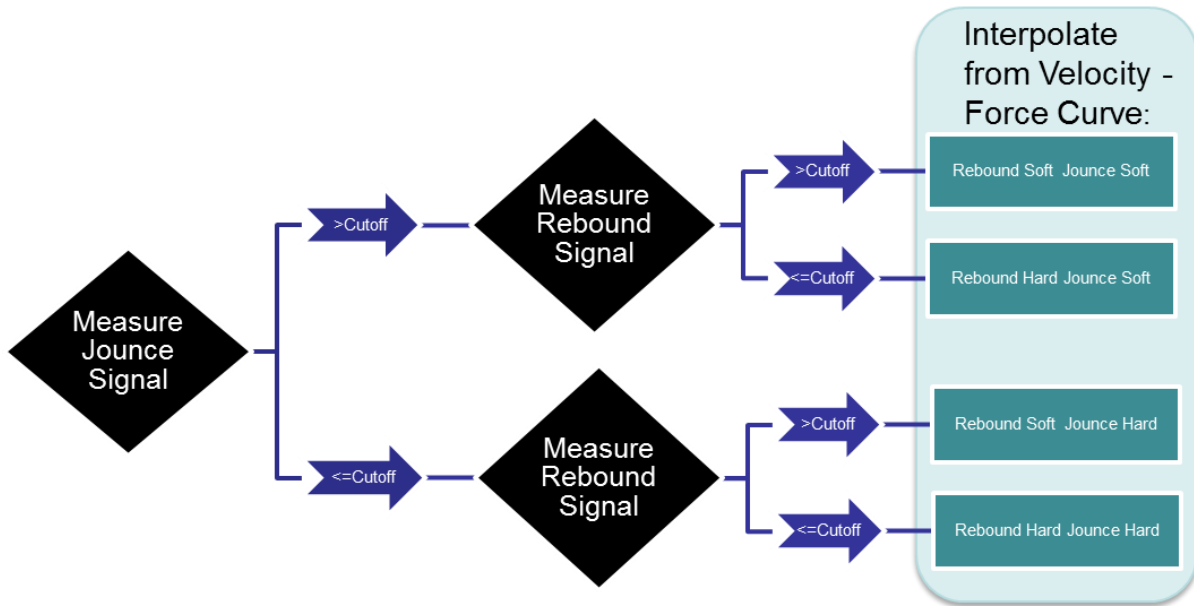 Measure
Jounce
Signal
>Cutoff
<=Cutoff
Measure
Rebound
Signal
>Cutoff
<=Cutoff
Measure
Rebound
Signal
>Cutoff
<=Cutoff
Interpolate
from Velocity -
Force Curve:
Rebound Soft Jounce Soft
Rebound Hard Jounce Soft
Rebound Soft Jounce Hard
Rebound Hard Jounce Hard